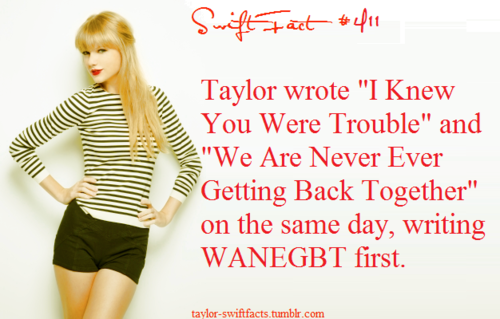 Swift Fact #411
Taylor wrote "I Knew
You Were Trouble" and
"We Are Never Ever
Getting Back Together"
on the same day, writing
WANEGBT first.
taylor-swiftfacts.tumblr.com